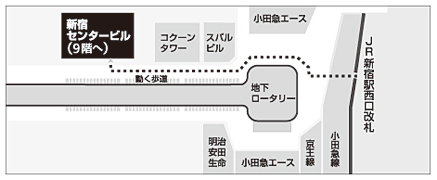 新宿
センタービル
(9階へ)
コクーン
タワー
スバル
ビル
小田急エース
動く歩道
地下
ロータリー
JR新宿駅西口改札
明治
安田
生命
小田急エース
京王線
小田急線